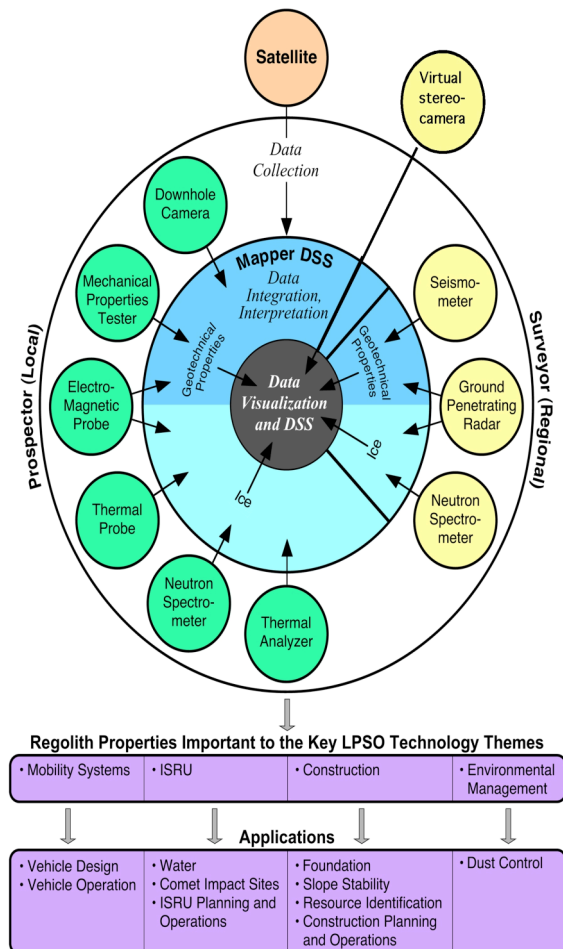 Satellite
Virtual
stereo-
camera
Data
Collection
Downhole
Camera
Mapper DSS
Data
Integration,
Interpretation
Mechanical
Properties
Tester
Seismo-
meter
Geotechnical
Properties
Geotechnical
Properties
Prospector (Local)
Surveyor (Regional)
Electro-
Magnetic
Probe
Data
Visualization
and DSS
Ground
Penetrating
Radar
Ice
Ice
Thermal
Probe
Neutron
Spectro-
meter
Neutron
Spectro-
meter
Thermal
Analyzer
Regolith Properties Important to the Key LPSO Technology Themes
• Mobility Systems
• ISRU
• Construction
• Environmental
Management
Applications
• Vehicle Design
• Vehicle Operation
• Water
• Comet Impact Sites
• ISRU Planning and
Operations
• Foundation
• Slope Stability
• Resource Identification
• Construction Planning
and Operations
• Dust Control